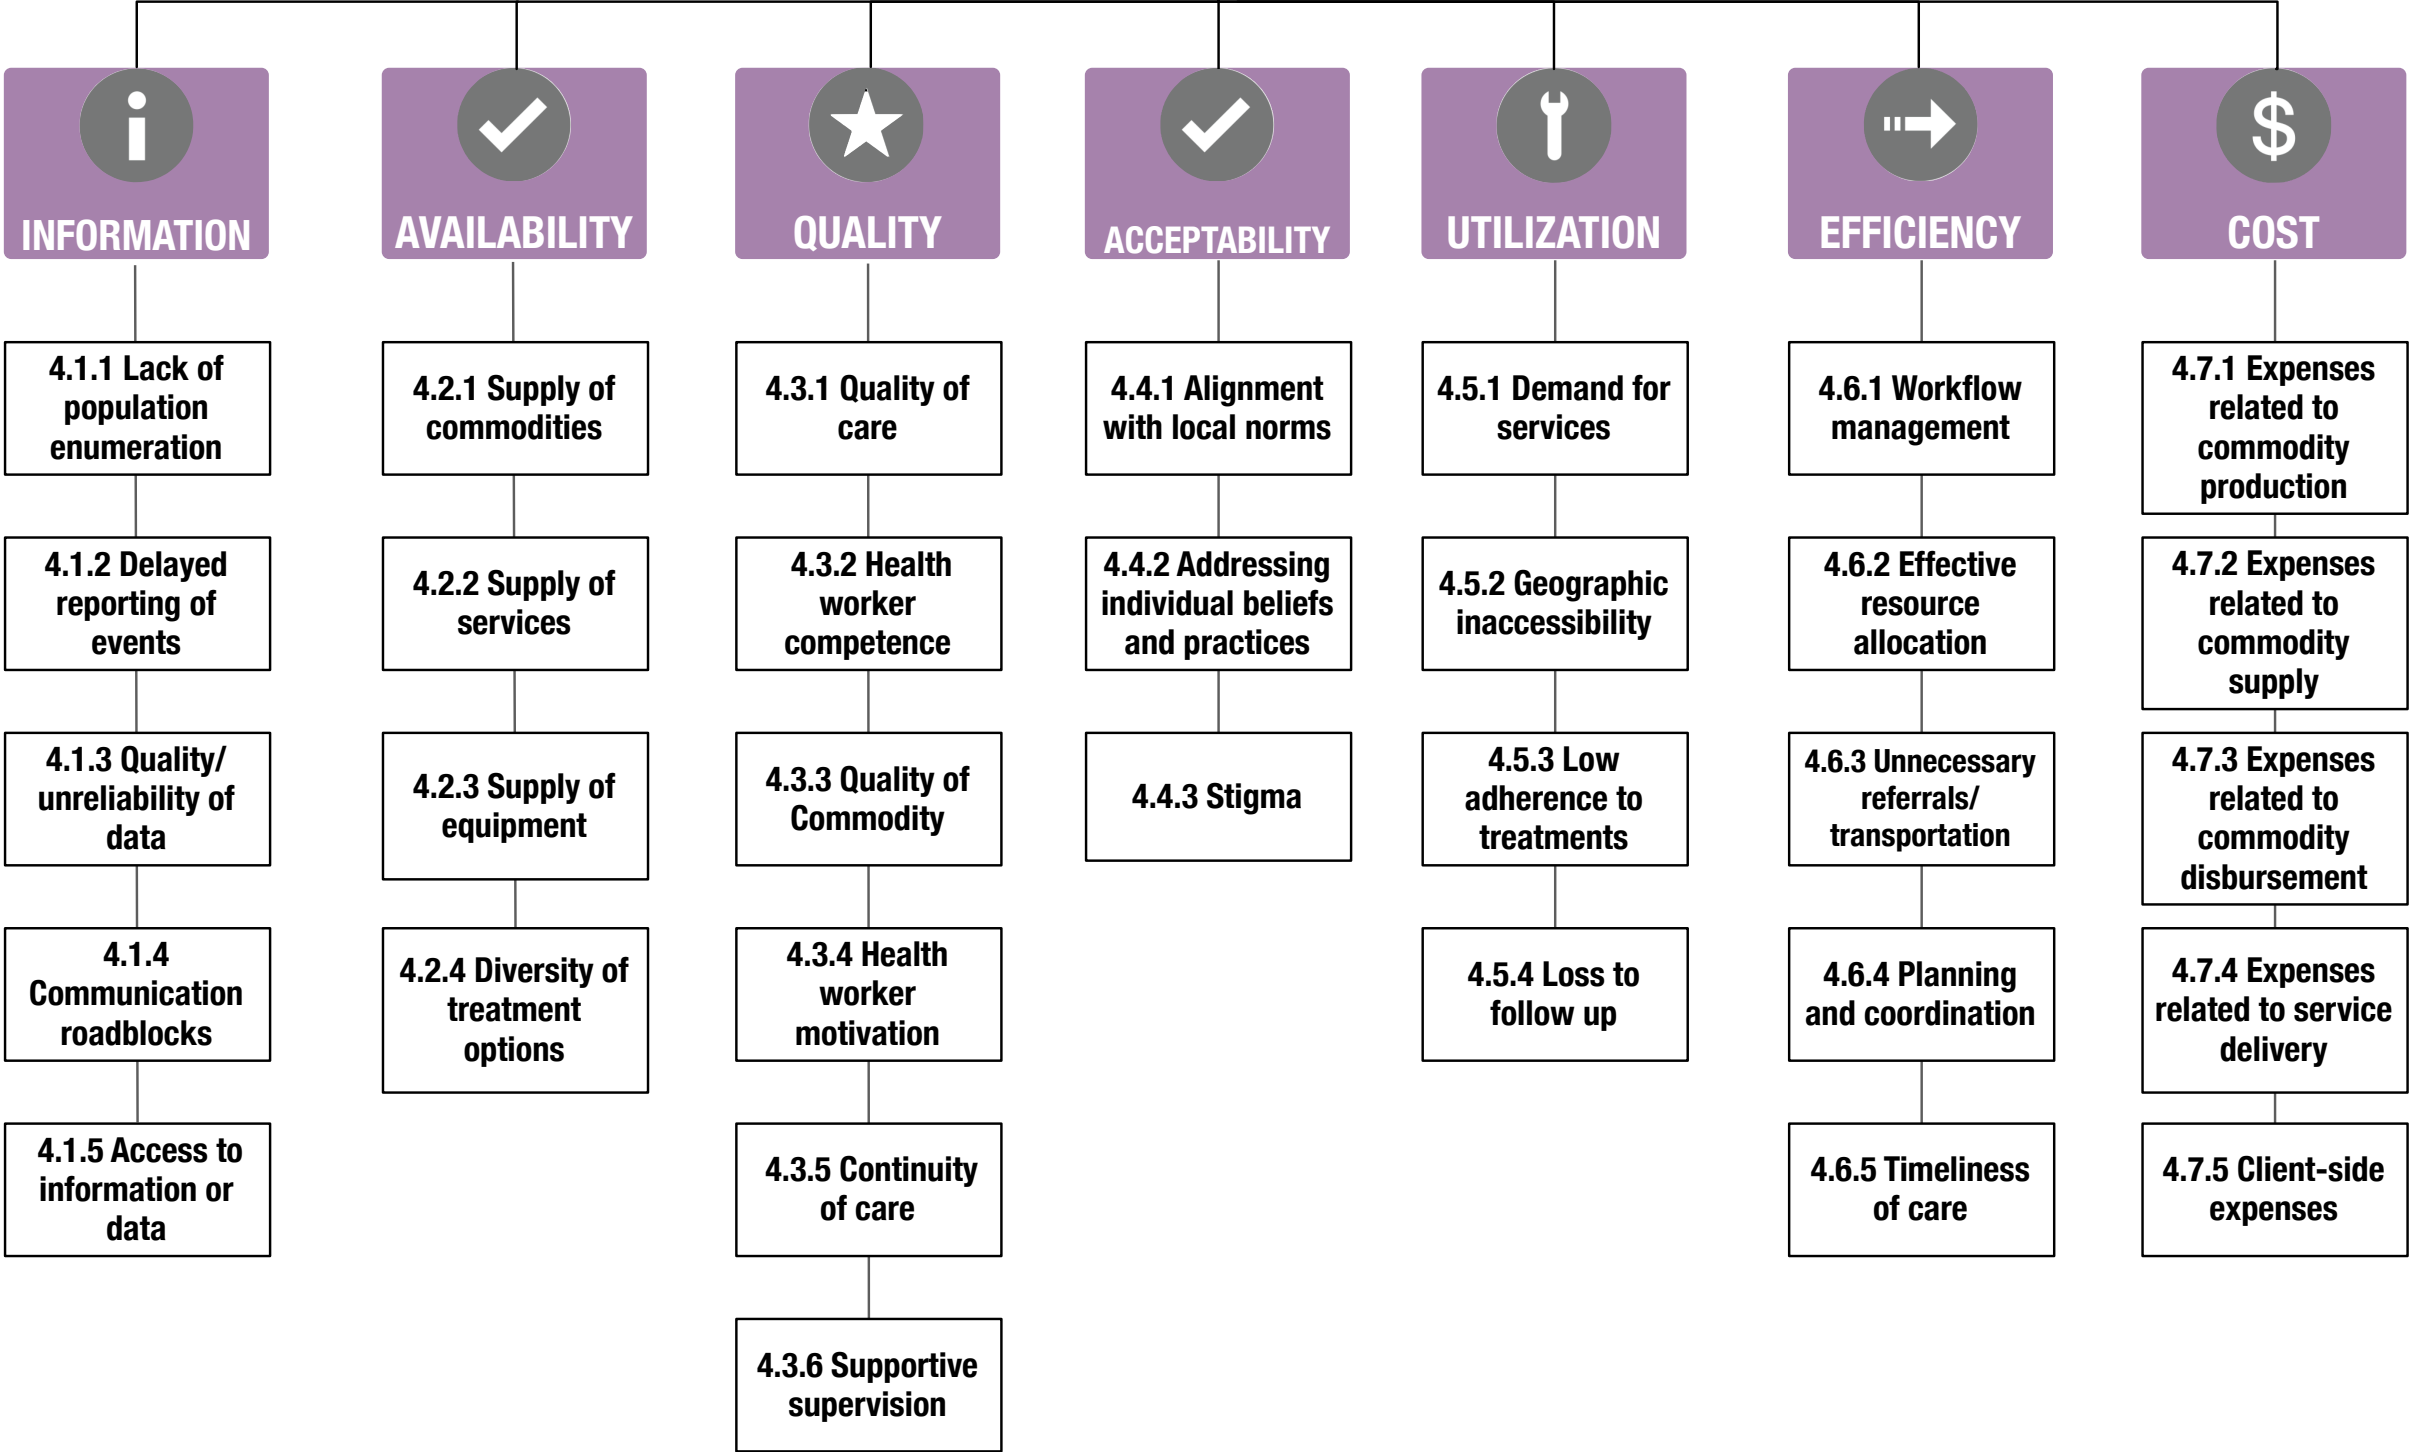 INFORMATION
4.1.1 Lack of
population
enumeration
4.1.2 Delayed
reporting of
events
4.1.3 Quality/
unreliability of
data
4.1.4
Communication
roadblocks
4.1.5 Access to
information or
data
AVAILABILITY
4.2.1 Supply of
commodities
4.2.2 Supply of
services
4.2.3 Supply of
equipment
4.2.4 Diversity of
treatment
options
QUALITY
4.3.1 Quality of
care
4.3.2 Health
worker
competence
4.3.3 Quality of
Commodity
4.3.4 Health
worker
motivation
4.3.5 Continuity
of care
4.3.6 Supportive
supervision
ACCEPTABILITY
4.4.1 Alignment
with local norms
4.4.2 Addressing
individual beliefs
and practices
4.4.3 Stigma
UTILIZATION
4.5.1 Demand for
services
4.5.2 Geographic
inaccessibility
4.5.3 Low
adherence to
treatments
4.5.4 Loss to
follow up
EFFICIENCY
4.6.1 Workflow
management
4.6.2 Effective
resource
allocation
4.6.3 Unnecessary
referrals/
transportation
4.6.4 Planning
and coordination
4.6.5 Timeliness
of care
$
COST
4.7.1 Expenses
related to
commodity
production
4.7.2 Expenses
related to
commodity
supply
4.7.3 Expenses
related to
commodity
disbursement
4.7.4 Expenses
related to service
delivery
4.7.5 Client-side
expenses